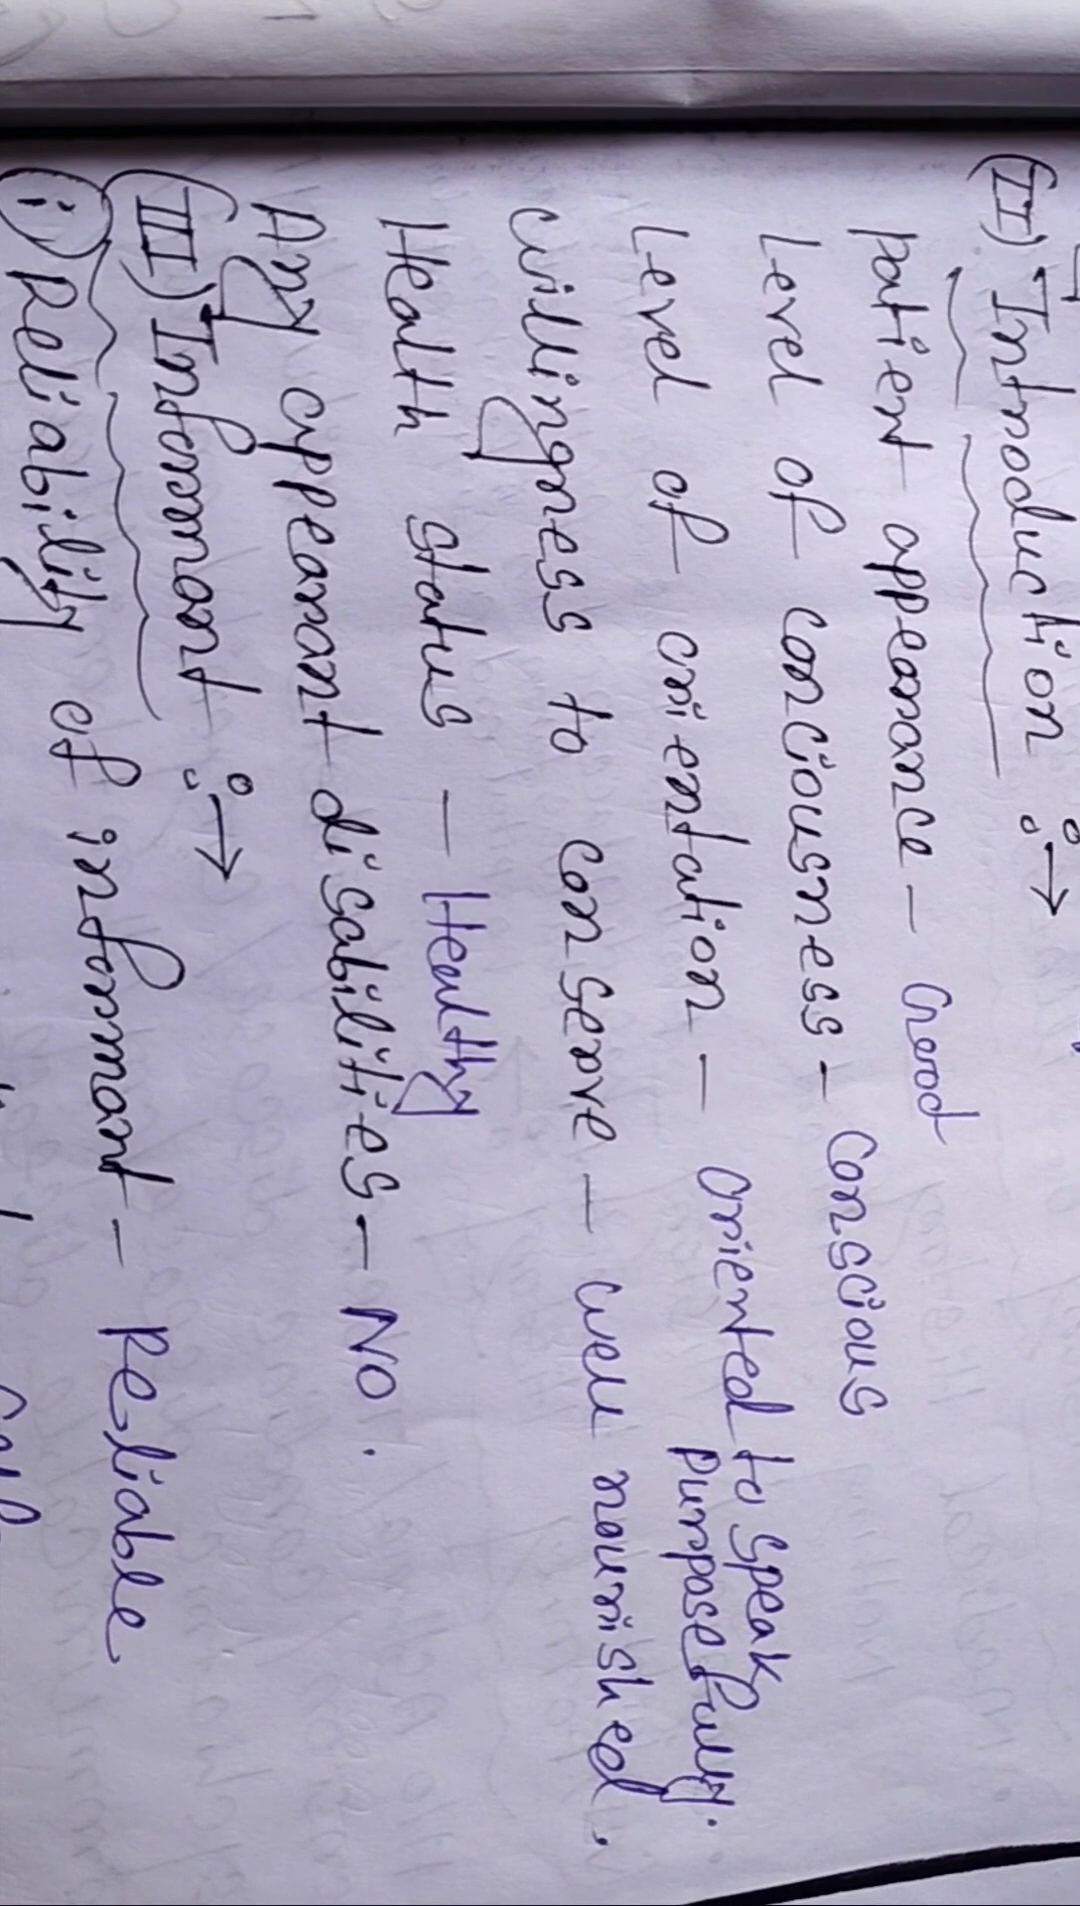 (II) Introduction :→
Patient appearance - Good
Level of conciousness - Conscious
Level of orientation - Oriented to speak purposefully.
Willingness to conserve - well nourished.
Health status - Healthy
Any appearant disabilities - NO.
(III) Informant :→
i) Reliability of informant - Reliable